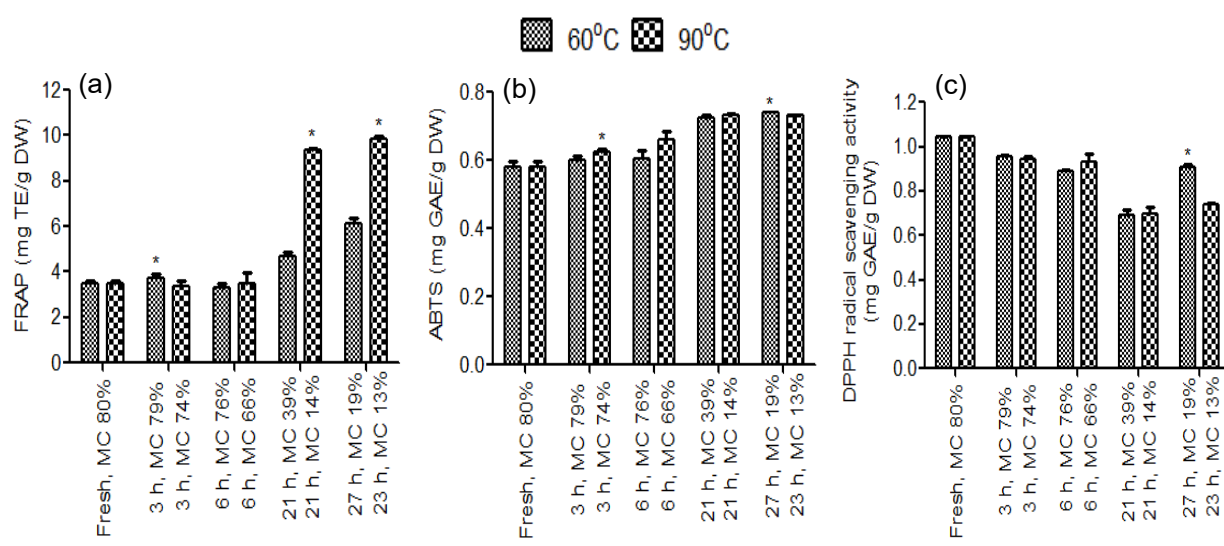 60⁰C 90⁰C
(a)
FRAP (mg TE/g DW)
12
10
8
6
4
2
0
*
*
*
Fresh, MC 80%
3 h, MC 79%
3 h, MC 74%
6 h, MC 76%
6 h, MC 66%
21 h, MC 39%
21 h, MC 14%
27 h, MC 19%
23 h, MC 13%
(b)
ABTS (mg GAE/g DW)
0.8
0.6
0.4
0.2
0.0
*
*
Fresh, MC 80%
3 h, MC 79%
3 h, MC 74%
6 h, MC 76%
6 h, MC 66%
21 h, MC 39%
21 h, MC 14%
27 h, MC 19%
23 h, MC 13%
(c)
DPPH radical scavenging activity
(mg GAE/g DW)
1.2
1.0
0.8
0.6
0.4
0.2
0.0
*
Fresh, MC 80%
3 h, MC 79%
3 h, MC 74%
6 h, MC 76%
6 h, MC 66%
21 h, MC 39%
21 h, MC 14%
27 h, MC 19%
23 h, MC 13%